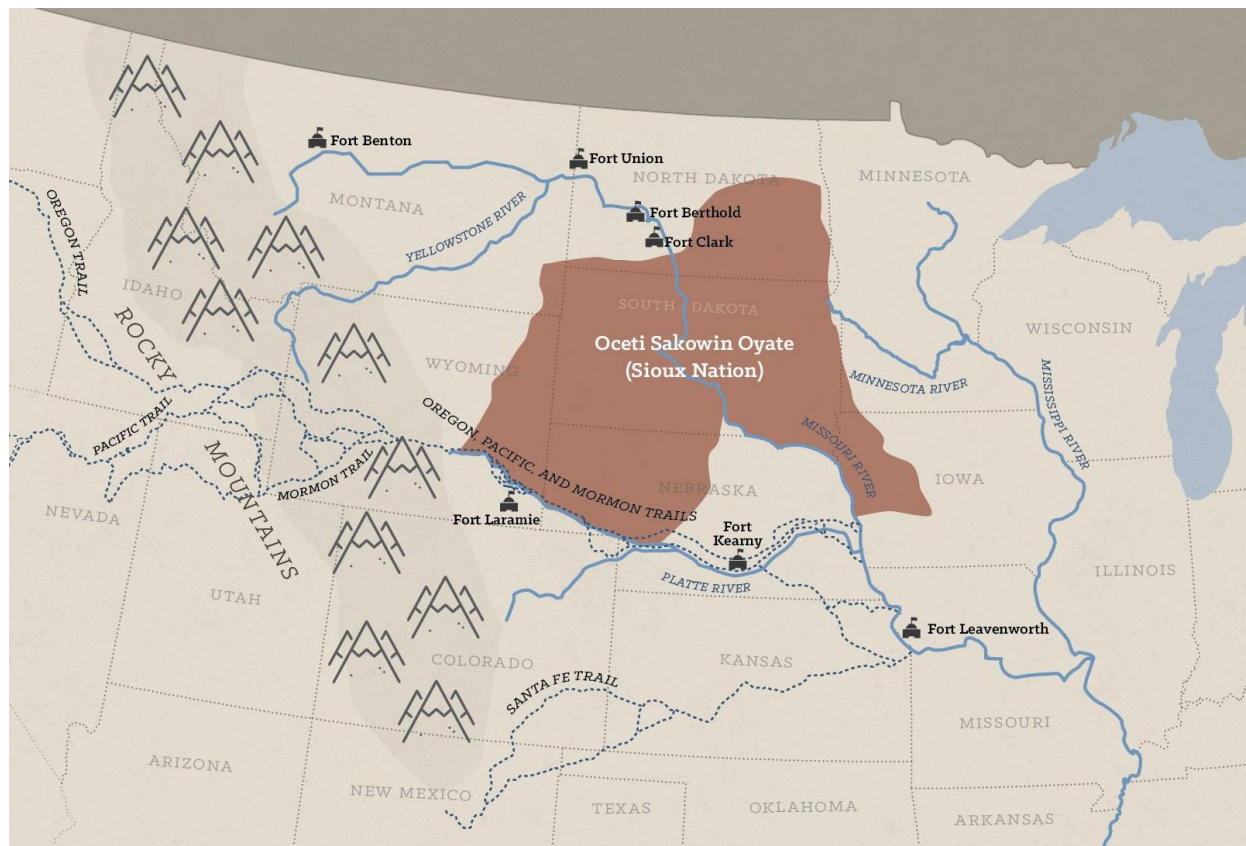 Fort Benton
Fort Union
NORTH DAKOTA
MINNESOTA
OREGON TRAIL
MONTANA
YELLOWSTONE RIVER
Fort Berthold
Fort Clark
IDAHO
SOUTH DAKOTA
ROCKY
MOUNTAINS
WYOMING
Oceti Sakowin Oyate
(Sioux Nation)
WISCONSIN
MINNESOTA RIVER
MISSISSIPPI RIVER
PACIFIC TRAIL
MORMON TRAIL
OREGON, PACIFIC, AND MORMON TRAILS
MISSOURI RIVER
NEBRASKA
IOWA
NEVADA
Fort Laramie
Fort
Kearny
PLATTE RIVER
ILLINOIS
UTAH
Fort Leavenworth
COLORADO
KANSAS
SANTA FE TRAIL
MISSOURI
ARIZONA
NEW MEXICO
TEXAS
OKLAHOMA
ARKANSAS